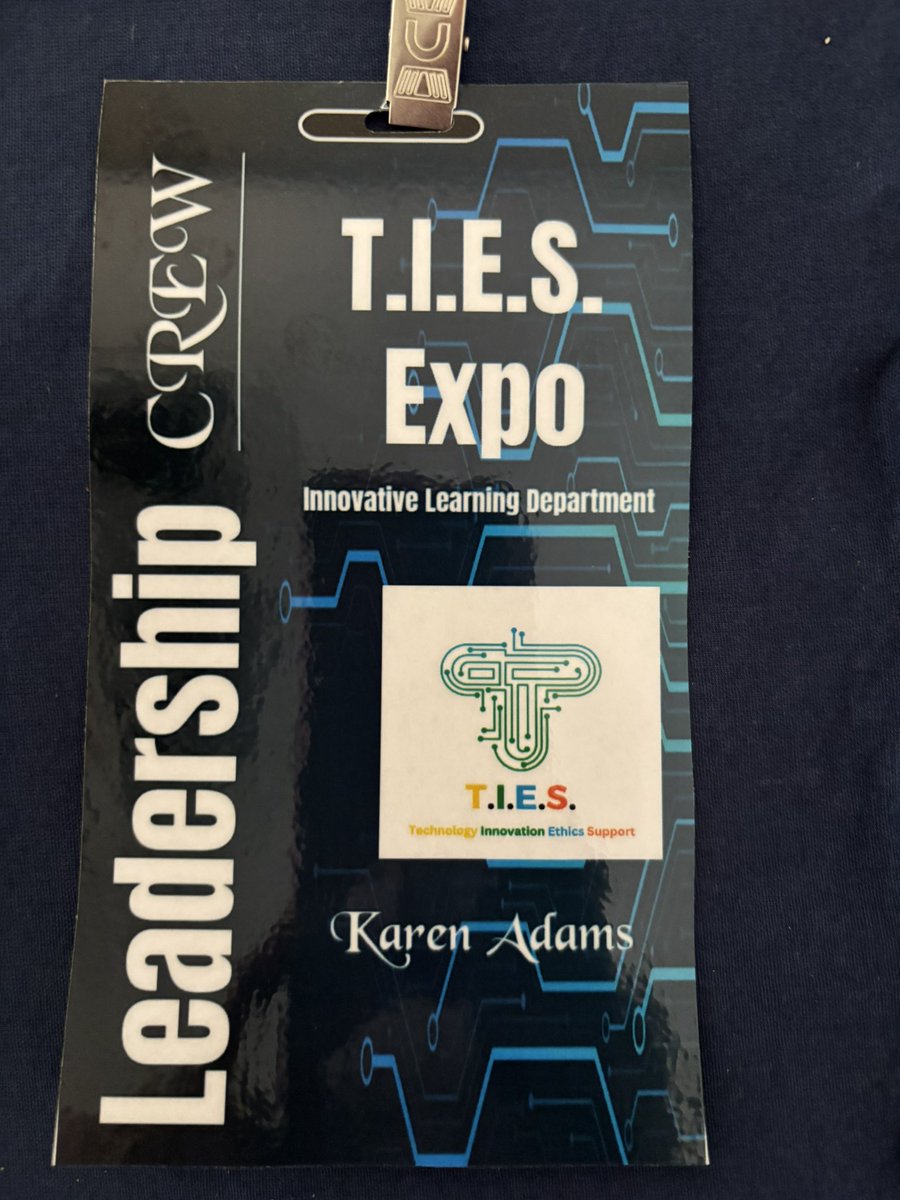 Leadership CREW
T.I.E.S.
Expo
Innovative Learning Department
T.I.E.S.
Technology Innovation Ethics Support
Karen Adams